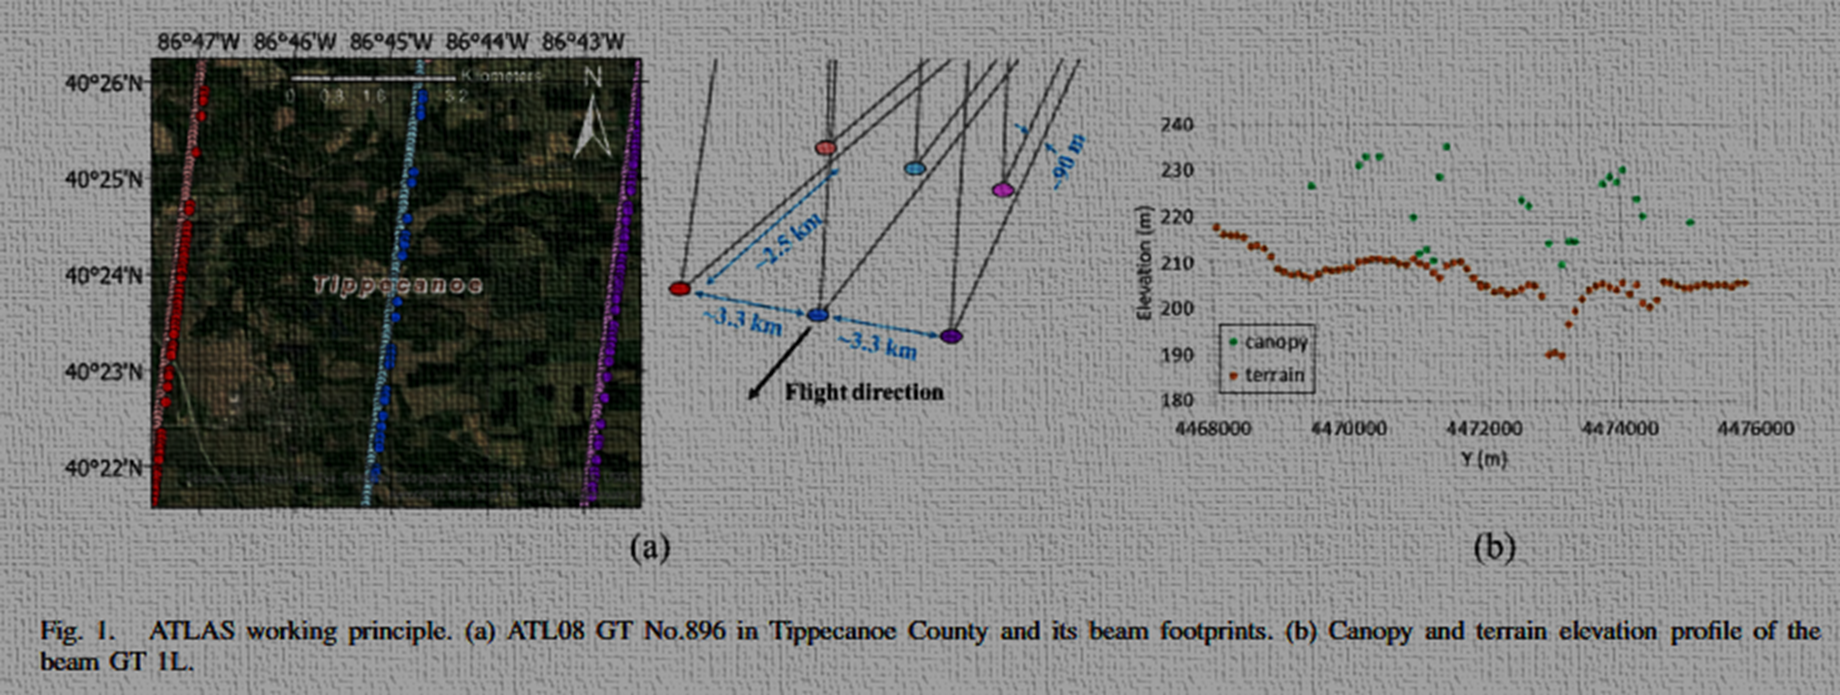 86°47'W 86°46'W 86°45'W 86°44'W 86°43'W
40°26'N
40°25'N
40°24'N
40°23'N
40°22'N
Kilometers
0 0.8 1.6 3.2
N
Tippecanoe
~90 m
~2.5 km
~3.3 km
~3.3 km
Flight direction
240
230
220
210
200
190
180
Elevation (m)
canopy
terrain
4468000 4470000 4472000 4474000 4476000
Y (m)
(a)
(b)
Fig. 1. ATLAS working principle. (a) ATL08 GT No.896 in Tippecanoe County and its beam footprints. (b) Canopy and terrain elevation profile of the
beam GT 1L.